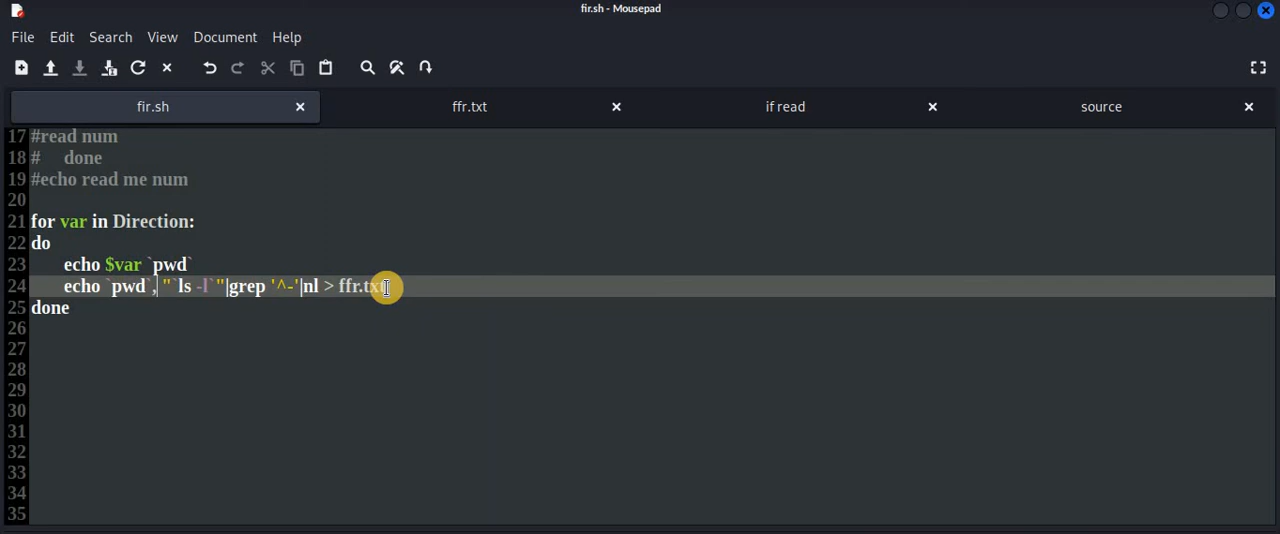 fir.sh - Mousepad
File Edit Search View Document Help
fir.sh ffr.txt if read source
17 #read num
18 # done
19 #echo read me num
20
21 for var in Direction:
22 do
23 echo $var `pwd`
24 echo `pwd`, "`ls -l`"|grep '^-'|nl > ffr.txt
25 done
26
27
28
29
30
31
32
33
34
35